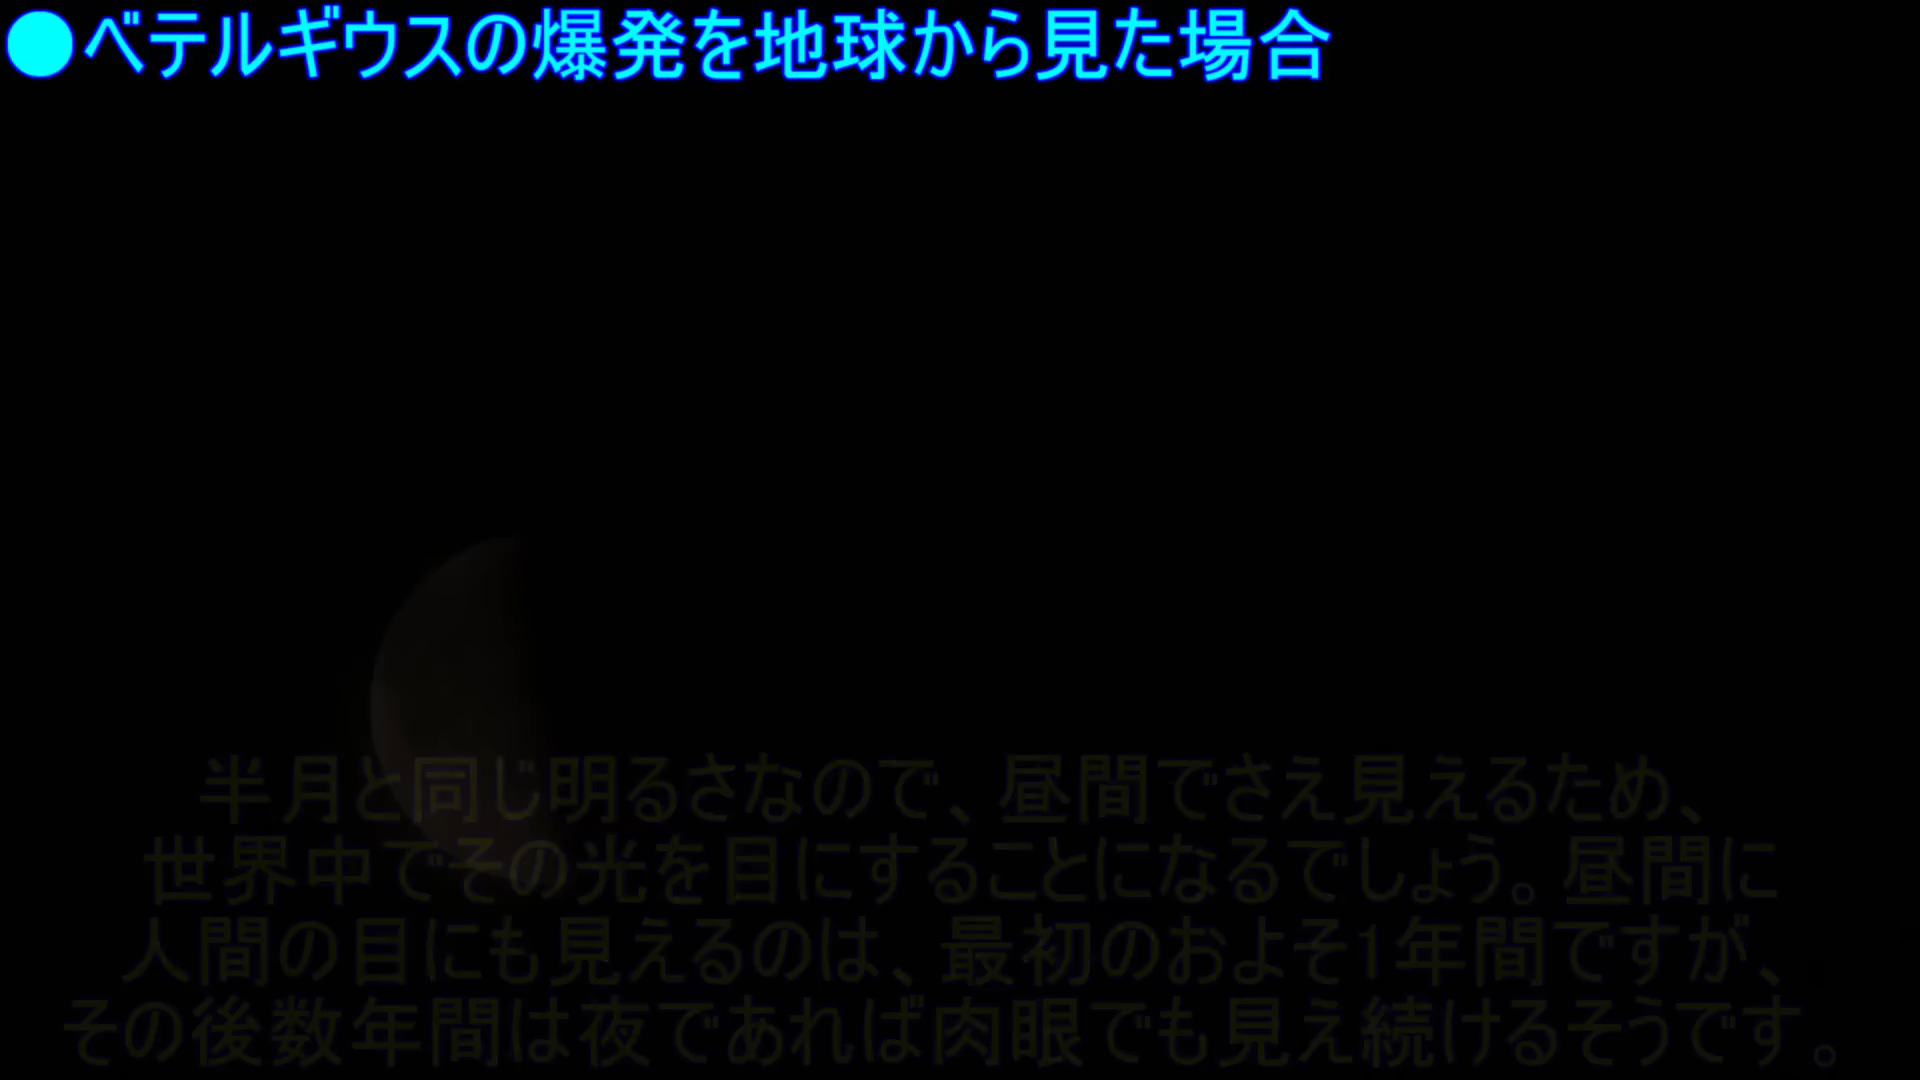 ●ベテルギウスの爆発を地球から見た場合
半月と同じ明るさなので、昼間でさえ見えるため、
世界中でその光を目にすることになるでしょう。昼間に
人間の目にも見えるのは、最初のおよそ1年間ですが、
その後数年間は夜であれば肉眼でも見え続けるそうです。